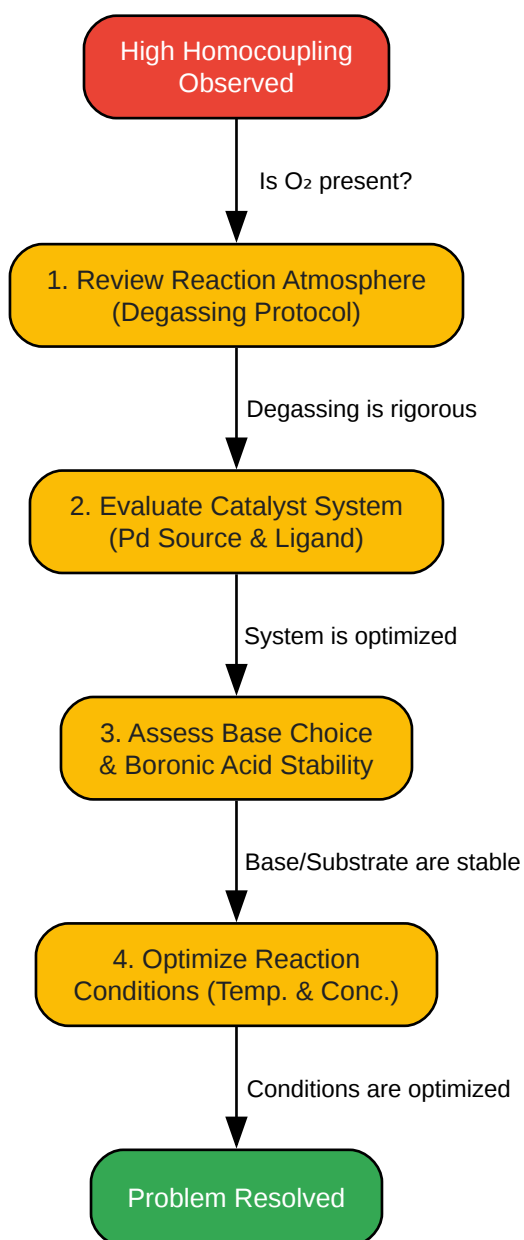 High Homocoupling
Observed
Is O₂ present?
1. Review Reaction Atmosphere
(Degassing Protocol)
Degassing is rigorous
2. Evaluate Catalyst System
(Pd Source & Ligand)
System is optimized
3. Assess Base Choice
& Boronic Acid Stability
Base/Substrate are stable
4. Optimize Reaction
Conditions (Temp. & Conc.)
Conditions are optimized
Problem Resolved